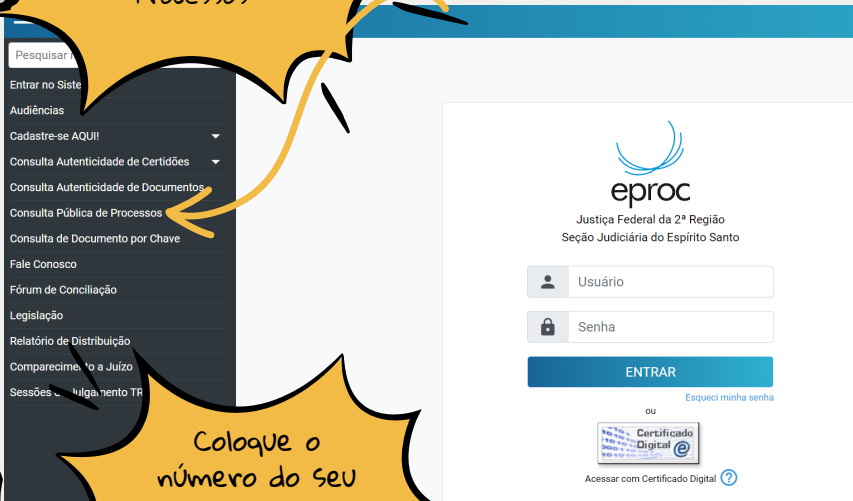 Pesquisar
Entrar no
Audiências
Cadastre-se AQUI!
Consulta Autenticidade de Certidões
Consulta Autenticidade de Documentos
Consulta Pública de Processos
Consulta de Documento por Chave
Fale Conosco
Fórum de Conciliação
Legislação
Relatório de Distribuição
Comparecimento a Juízo
Sessões Julgamento
Coloque o
número do seu
eproc
Justiça Federal da 2ª Região
Seção Judiciária do Espírito Santo
Usuário
Senha
ENTRAR
Esqueci minha senha
ou
Certificado
Digital
Acessar com Certificado Digital ?